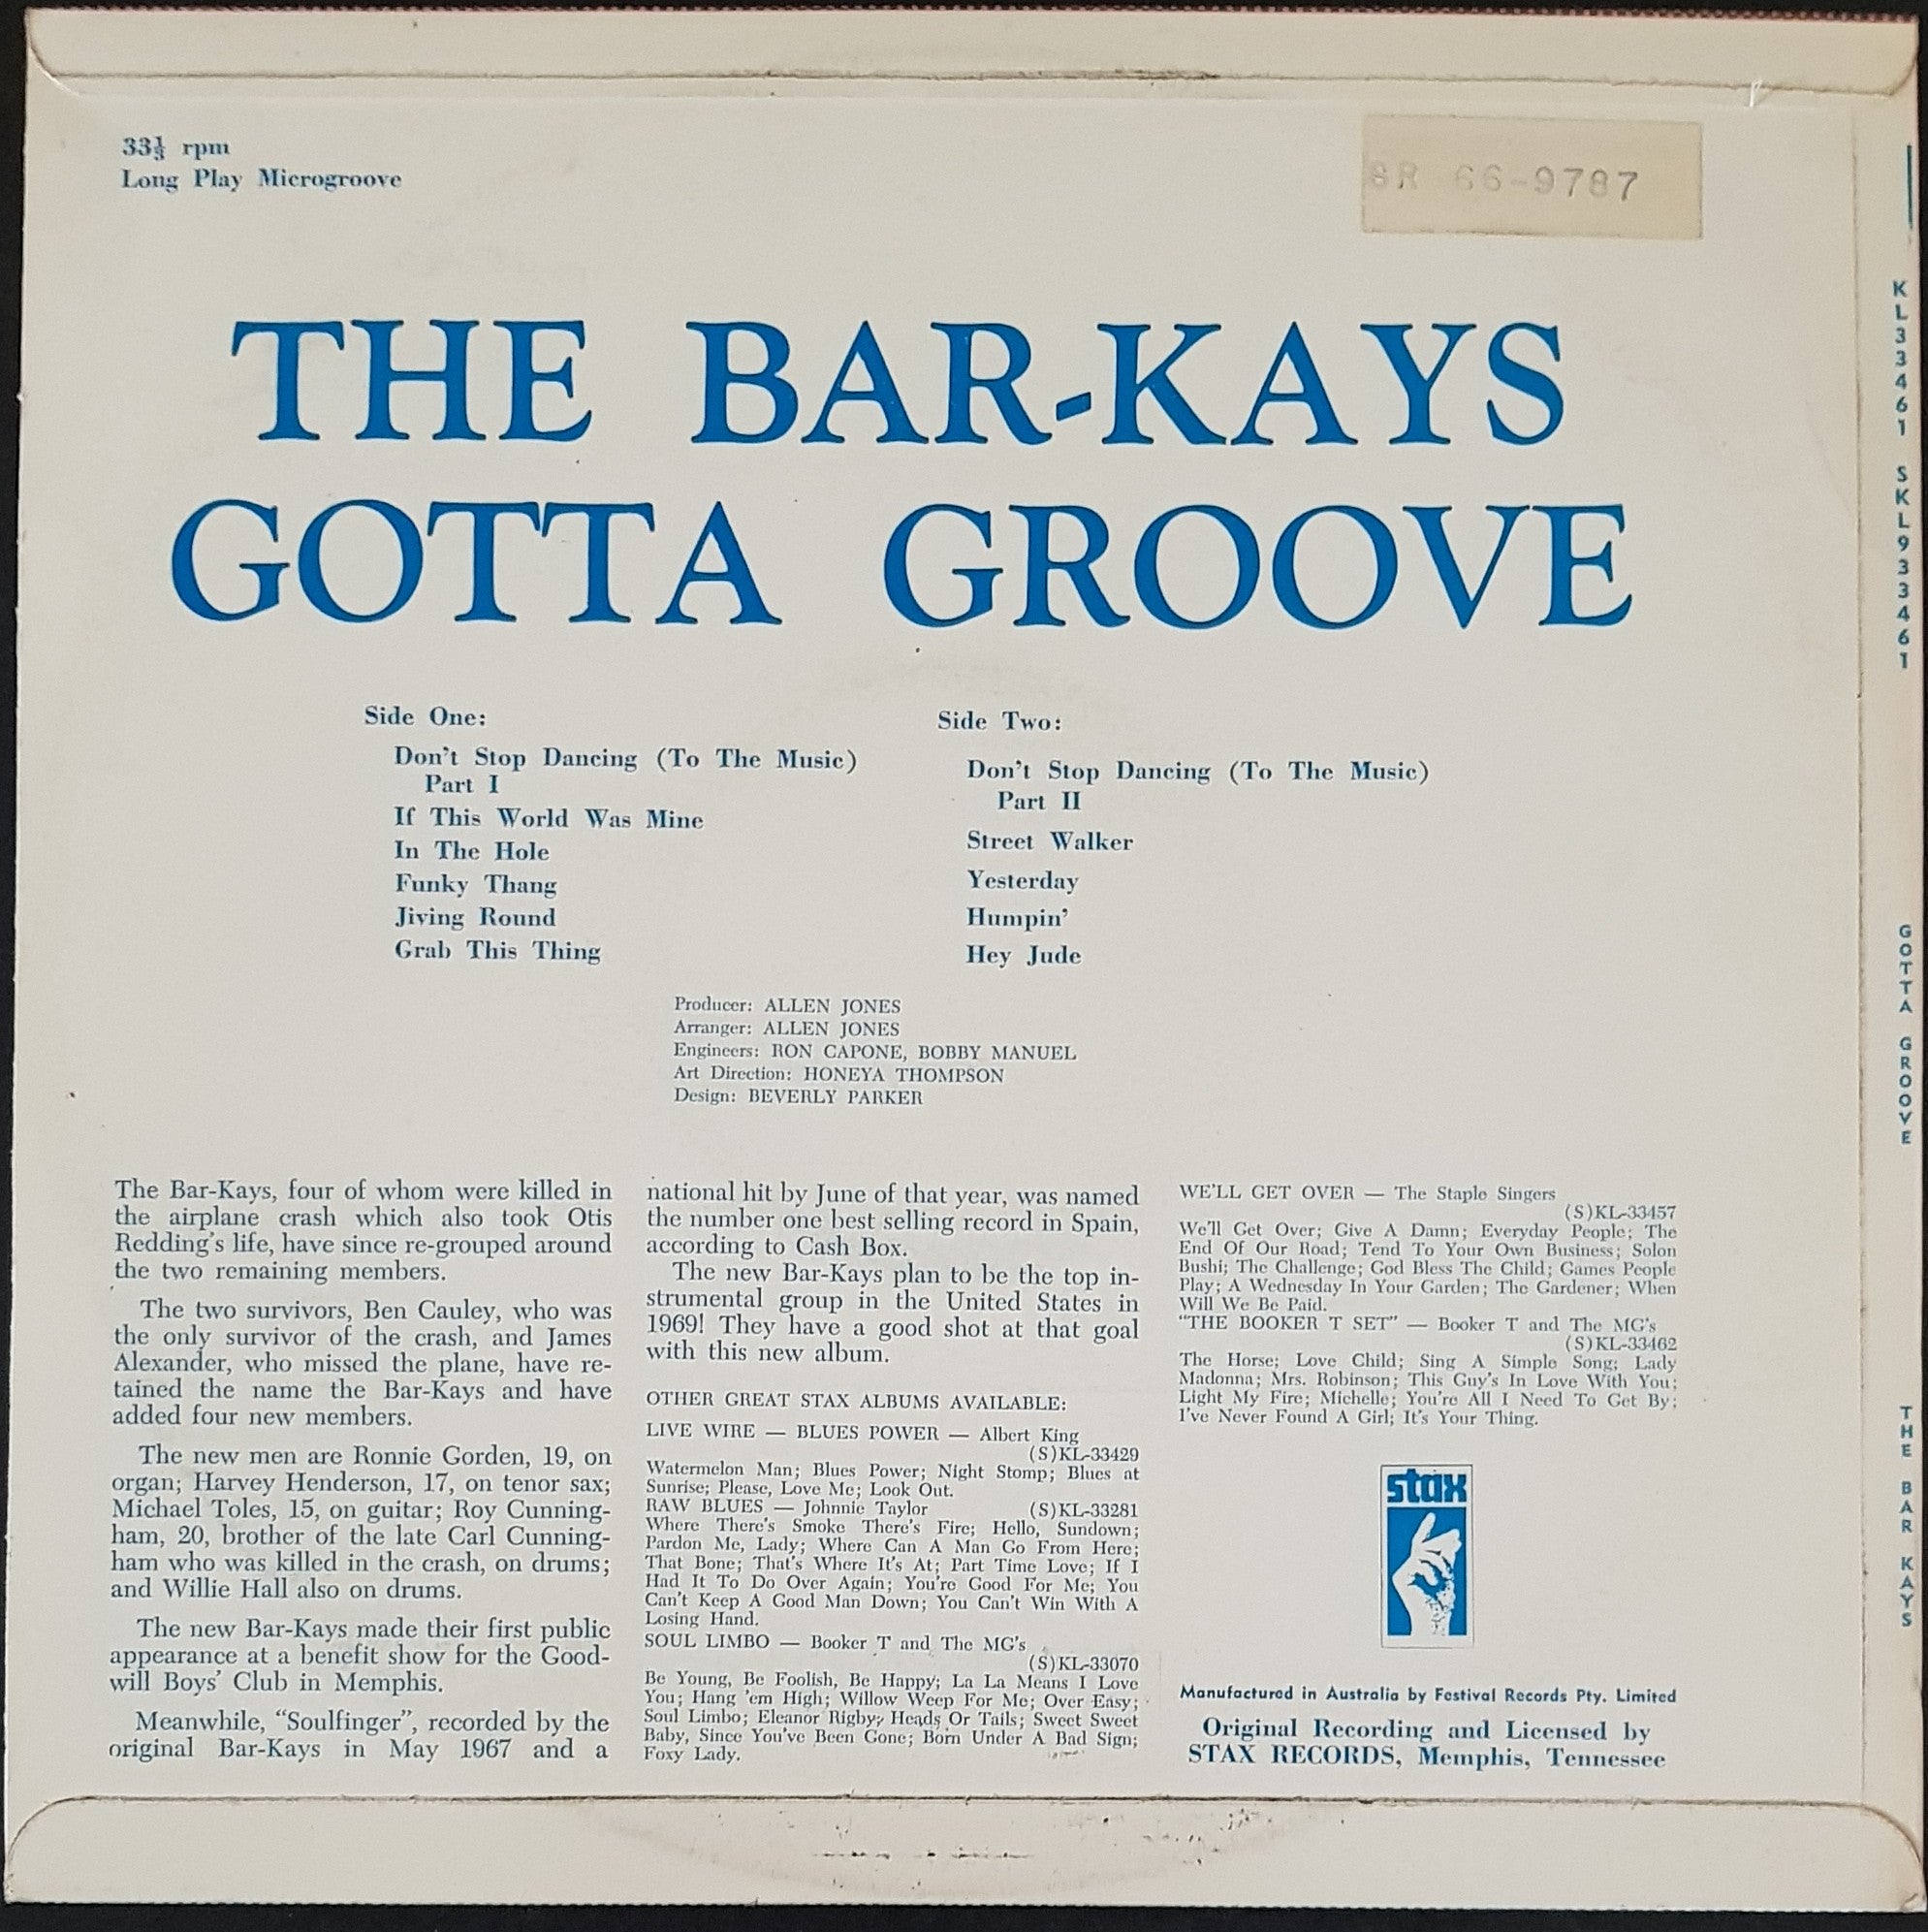 33⅓ rpm
Long Play Microgroove
SR 66-9787
THE BAR-KAYS
GOTTA GROOVE
Side One:
Don't Stop Dancing (To The Music)
Part I
If This World Was Mine
In The Hole
Funky Thang
Jiving Round
Grab This Thing
Side Two:
Don't Stop Dancing (To The Music)
Part II
Street Walker
Yesterday
Humpin'
Hey Jude
Producer: ALLEN JONES
Arranger: ALLEN JONES
Engineers: RON CAPONE, BOBBY MANUEL
Art Direction: HONEYA THOMPSON
Design: BEVERLY PARKER
The Bar-Kays, four of whom were killed in
the airplane crash which also took Otis
Redding's life, have since re-grouped around
the two remaining members.
The two survivors, Ben Cauley, who was
the only survivor of the crash, and James
Alexander, who missed the plane, have re-
tained the name the Bar-Kays and have
added four new members.
The new men are Ronnie Gorden, 19, on
organ; Harvey Henderson, 17, on tenor sax;
Michael Toles, 15, on guitar; Roy Cunning-
ham, 20, brother of the late Carl Cunning-
ham who was killed in the crash, on drums;
and Willie Hall also on drums.
The new Bar-Kays made their first public
appearance at a benefit show for the Good-
will Boys' Club in Memphis.
Meanwhile, "Soulfinger", recorded by the
original Bar-Kays in May 1967 and a
national hit by June of that year, was named
the number one best selling record in Spain,
according to Cash Box.
The new Bar-Kays plan to be the top in-
strumental group in the United States in
1969! They have a good shot at that goal
with this new album.
OTHER GREAT STAX ALBUMS AVAILABLE:
LIVE WIRE — BLUES POWER — Albert King
(S)KL-33429
Watermelon Man; Blues Power; Night Stomp; Blues at
Sunrise; Please, Love Me; Look Out.
RAW BLUES — Johnnie Taylor (S)KL-33281
Where There's Smoke There's Fire; Hello, Sundown;
Pardon Me, Lady; Where Can A Man Go From Here;
That Bone; That's Where It's At; Part Time Love; If I
Had It To Do Over Again; You're Good For Me; You
Can't Keep A Good Man Down; You Can't Win With A
Losing Hand.
SOUL LIMBO — Booker T and The MG's
(S)KL-33070
Be Young, Be Foolish, Be Happy; La La Means I Love
You; Hang 'em High; Willow Weep For Me; Over Easy;
Soul Limbo; Eleanor Rigby; Heads Or Tails; Sweet Sweet
Baby, Since You've Been Gone; Born Under A Bad Sign;
Foxy Lady.
WE'LL GET OVER — The Staple Singers
(S)KL-33457
We'll Get Over; Give A Damn; Everyday People; The
End Of Our Road; Tend To Your Own Business; Solon
Bushi; The Challenge; God Bless The Child; Games People
Play; A Wednesday In Your Garden; The Gardener; When
Will We Be Paid.
"THE BOOKER T SET" — Booker T and The MG's
(S)KL-33462
The Horse; Love Child; Sing A Simple Song; Lady
Madonna; Mrs. Robinson; This Guy's In Love With You;
Light My Fire; Michelle; You're All I Need To Get By;
I've Never Found A Girl; It's Your Thing.
stax
Manufactured in Australia by Festival Records Pty. Limited
Original Recording and Licensed by
STAX RECORDS, Memphis, Tennessee
KL33461 SKL933461
GOTTA GROOVE
THE BAR KAYS